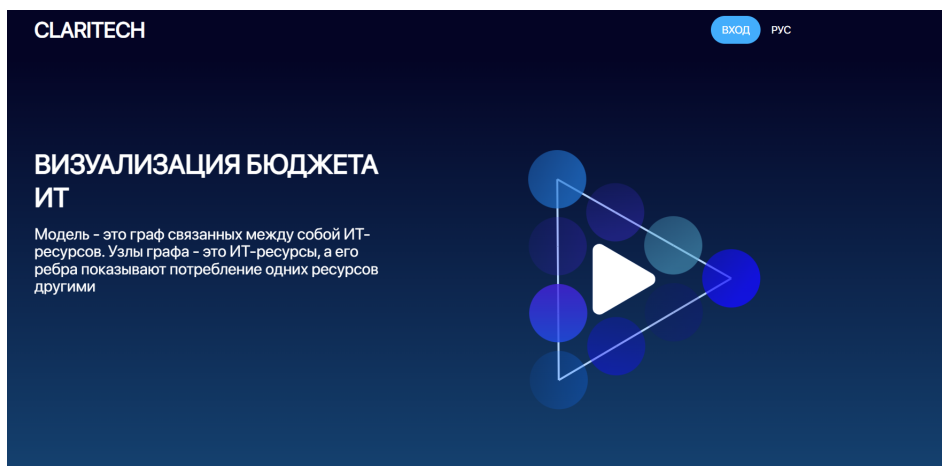 CLARITECH
ВХОД
РУС
ВИЗУАЛИЗАЦИЯ БЮДЖЕТА
ИТ
Модель - это граф связанных между собой ИТ-
ресурсов. Узлы графа - это ИТ-ресурсы, а его
ребра показывают потребление одних ресурсов
другими